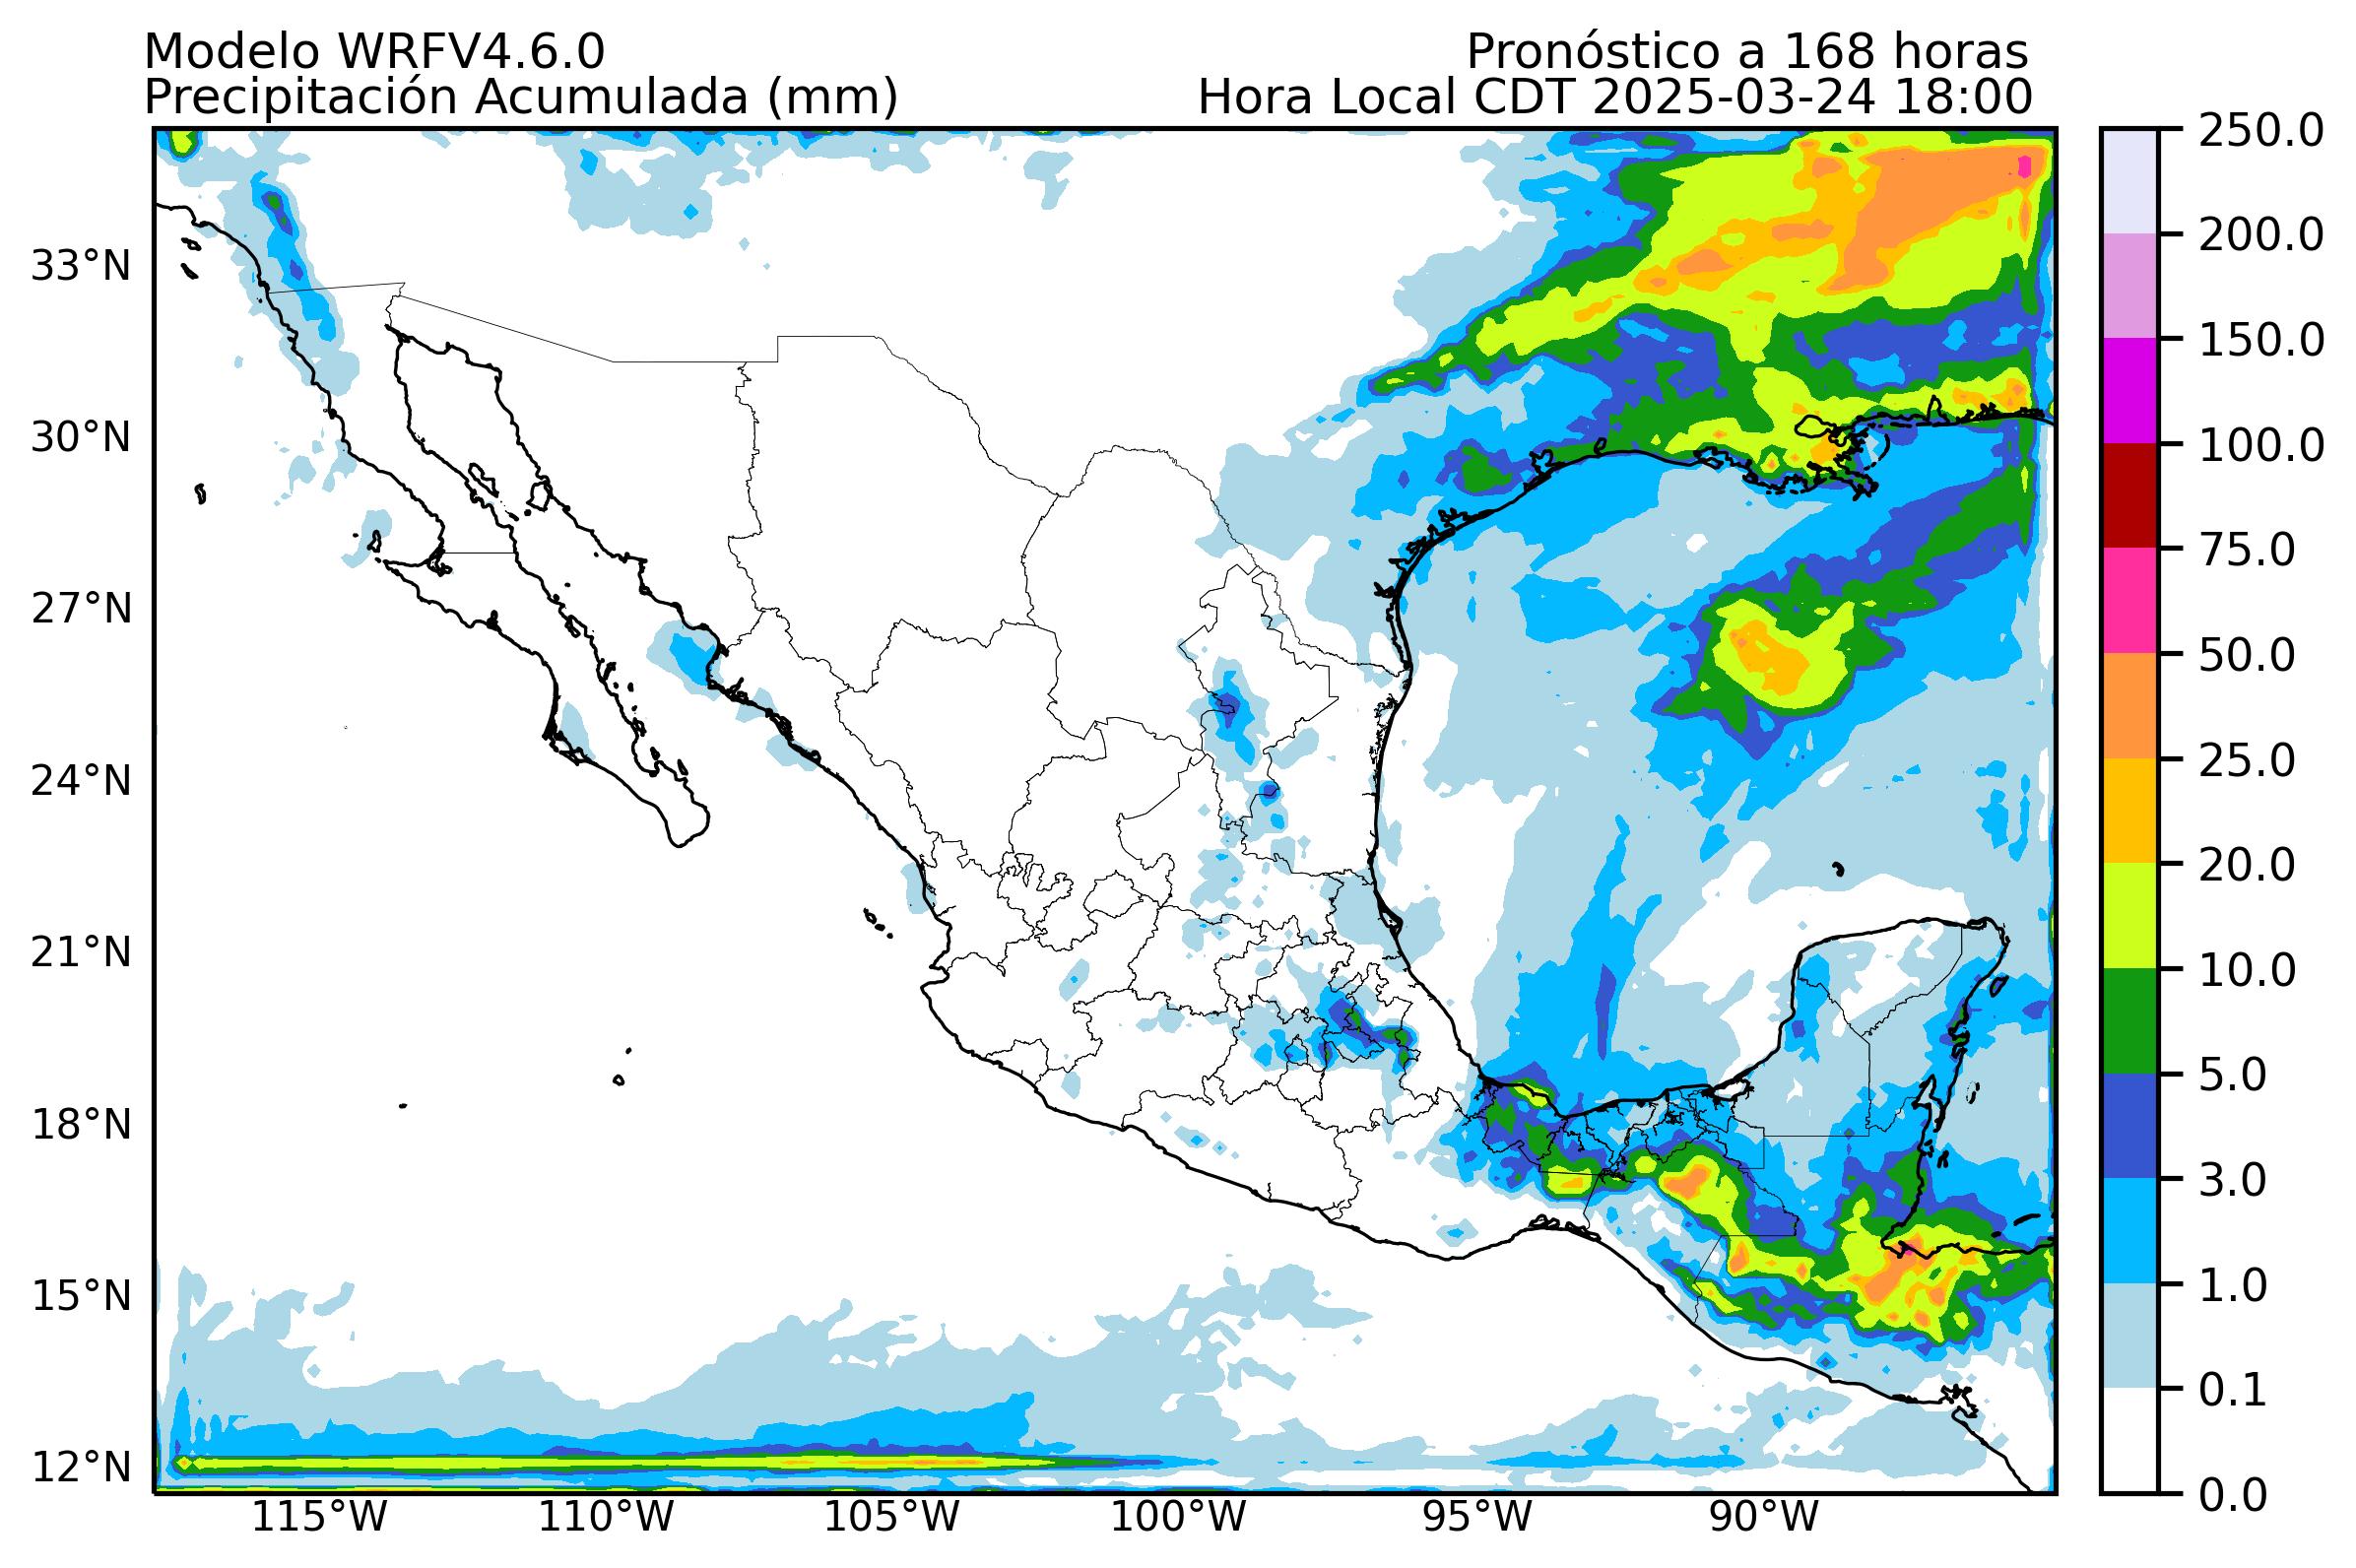 Modelo WRFV4.6.0
Pronóstico a 168 horas
Precipitación Acumulada (mm)
Hora Local CDT 2025-03-24 18:00
33°N
30°N
27°N
24°N
21°N
18°N
15°N
12°N
115°W
110°W
105°W
100°W
95°W
90°W
250.0
200.0
150.0
100.0
75.0
50.0
25.0
20.0
10.0
5.0
3.0
1.0
0.1
0.0